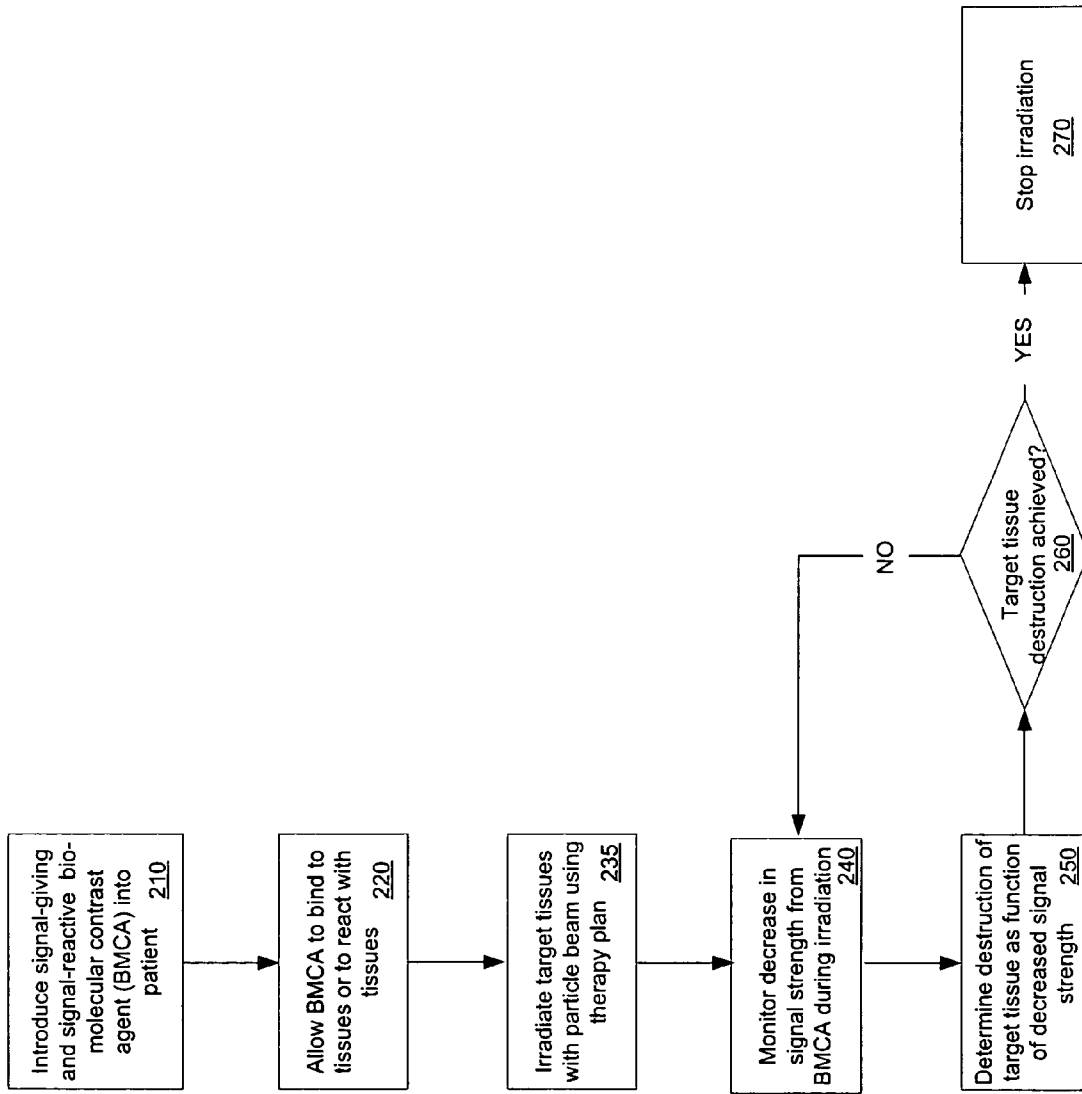 Introduce signal-giving
and signal-reactive bio-
molecular contrast
agent (BMCA) into
patient 210
Allow BMCA to bind to
tissues or to react with
tissues 220
Irradiate target tissues
with particle beam using
therapy plan 235
Monitor decrease in
signal strength from
BMCA during irradiation
240
Determine destruction of
target tissue as function
of decreased signal
strength 250
Target tissue
destruction achieved?
260
NO
YES
Stop irradiation
270